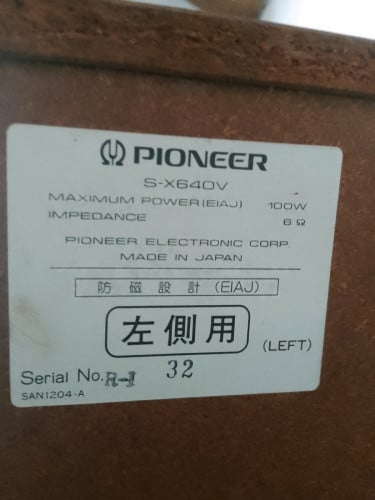 PIONEER
S-X640V
MAXIMUM POWER(EIAJ) 100W
IMPEDANCE 6Ω
PIONEER ELECTRONIC CORP.
MADE IN JAPAN
防磁設計 (EIAJ)
左側用 (LEFT)
Serial No. R-I 32
SAN1204-A